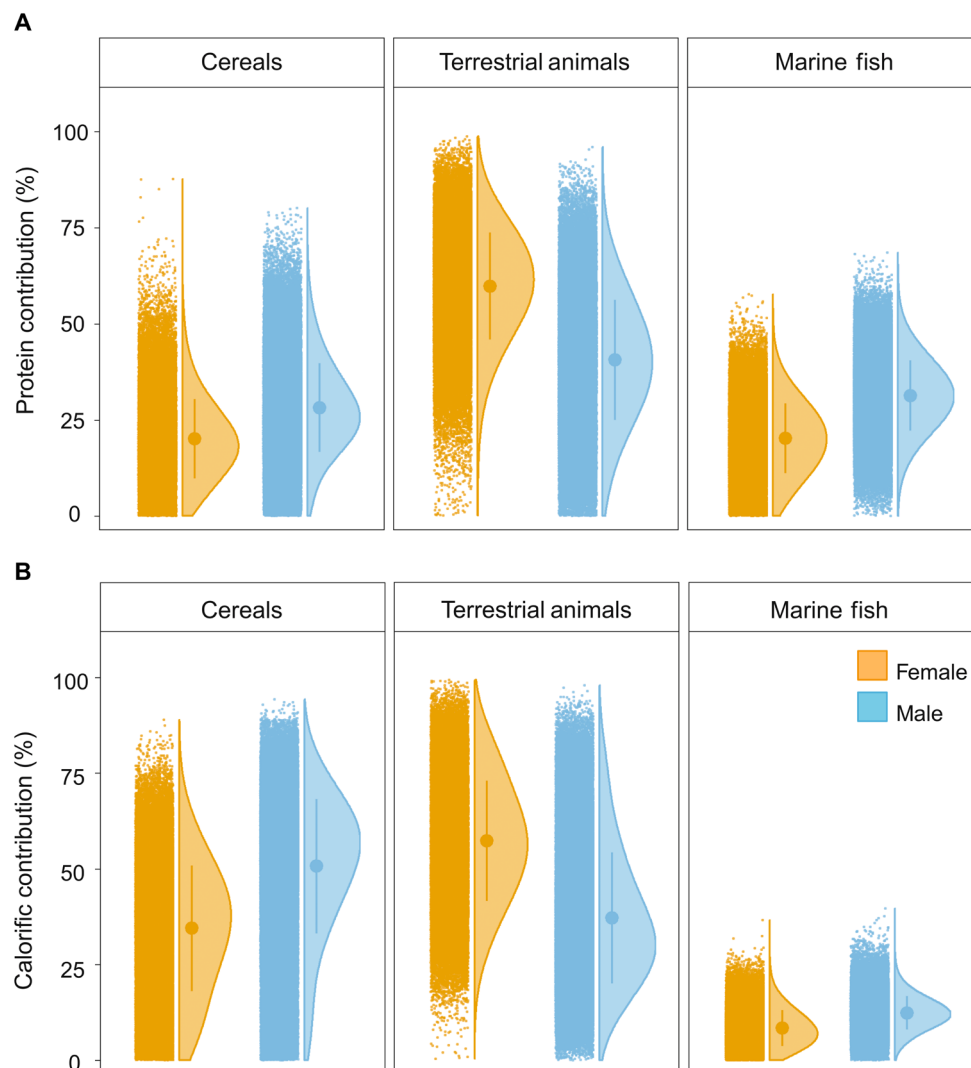 A
Cereals
Terrestrial animals
Marine fish
Protein contribution (%)
100
75
50
25
0
B
Cereals
Terrestrial animals
Marine fish
Calorific contribution (%)
100
75
50
25
0
Female
Male